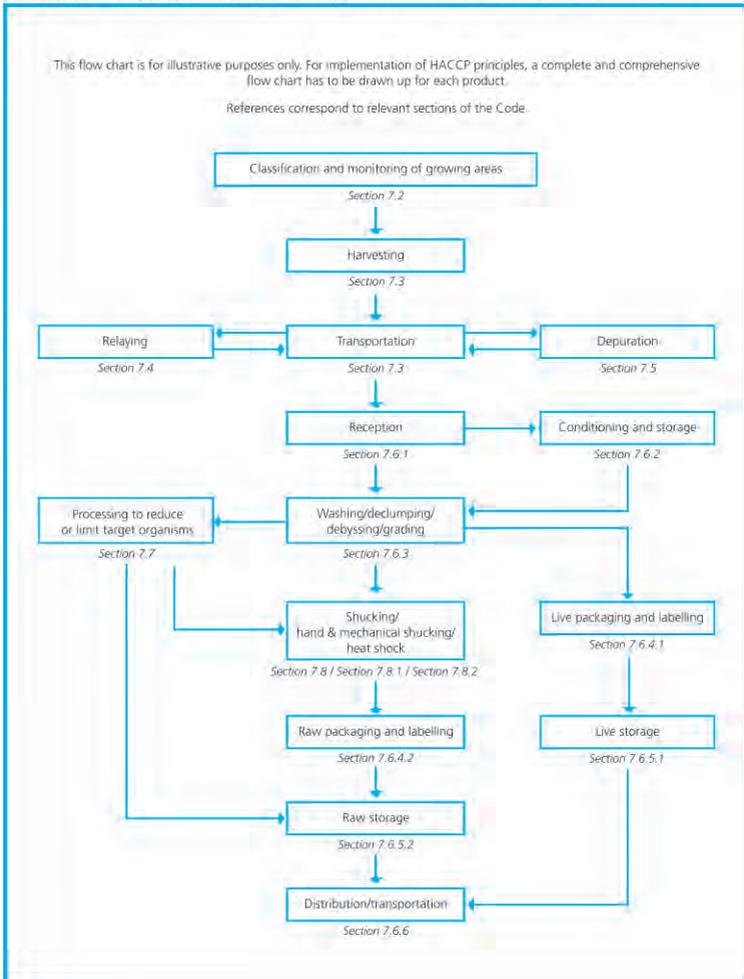 This flow chart is for illustrative purposes only. For implementation of HACCP principles, a complete and comprehensive
flow chart has to be drawn up for each product.
References correspond to relevant sections of the Code.
Classification and monitoring of growing areas
Section 7.2
Harvesting
Section 7.3
Relaying
Section 7.4
Transportation
Section 7.3
Depuration
Section 7.5
Reception
Section 7.6.1
Conditioning and storage
Section 7.6.2
Processing to reduce
or limit target organisms
Section 7.7
Washing/declumping/
debyssing/grading
Section 7.6.3
Shucking/
hand & mechanical shucking/
heat shock
Section 7.8 / Section 7.8.1 / Section 7.8.2
Live packaging and labelling
Section 7.6.4.1
Raw packaging and labelling
Section 7.6.4.2
Live storage
Section 7.6.5.1
Raw storage
Section 7.6.5.2
Distribution/transportation
Section 7.6.6